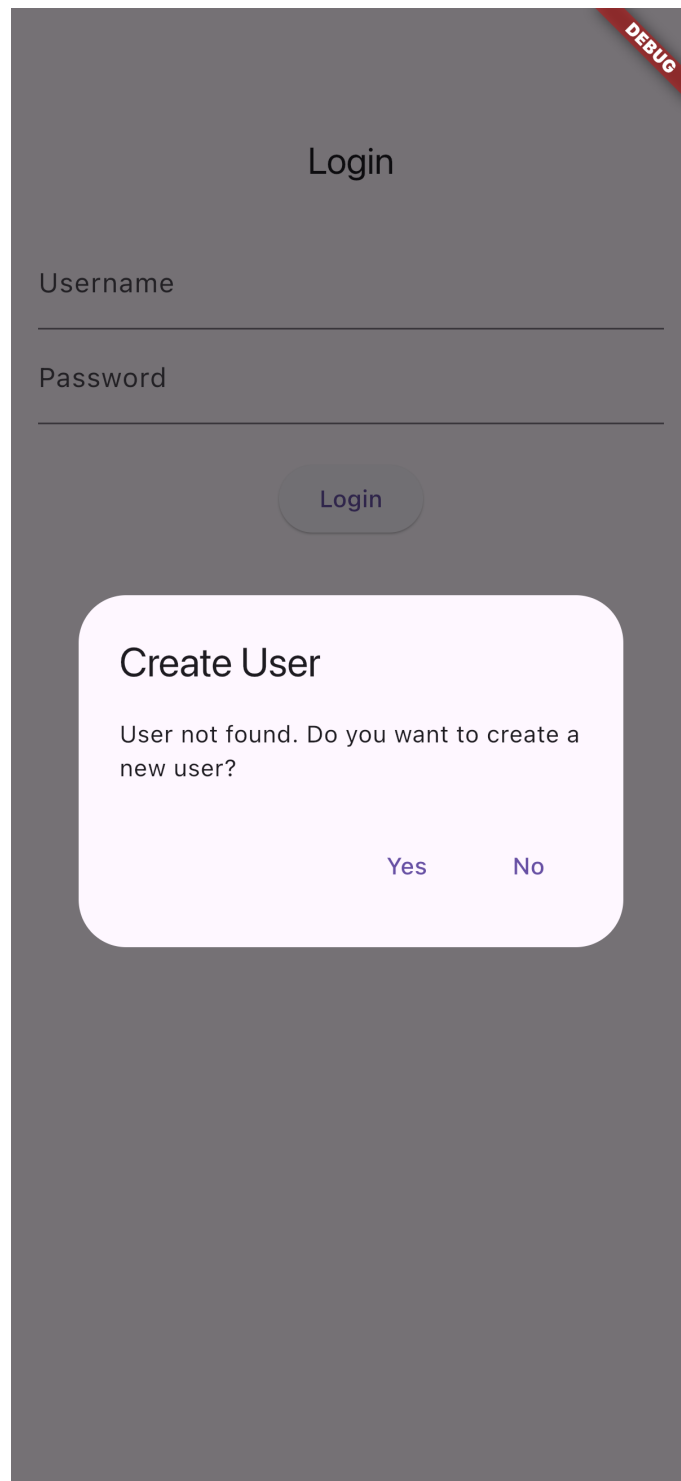 DEBUG
Login
Username
Password
Login
Create User
User not found. Do you want to create a
new user?
Yes No